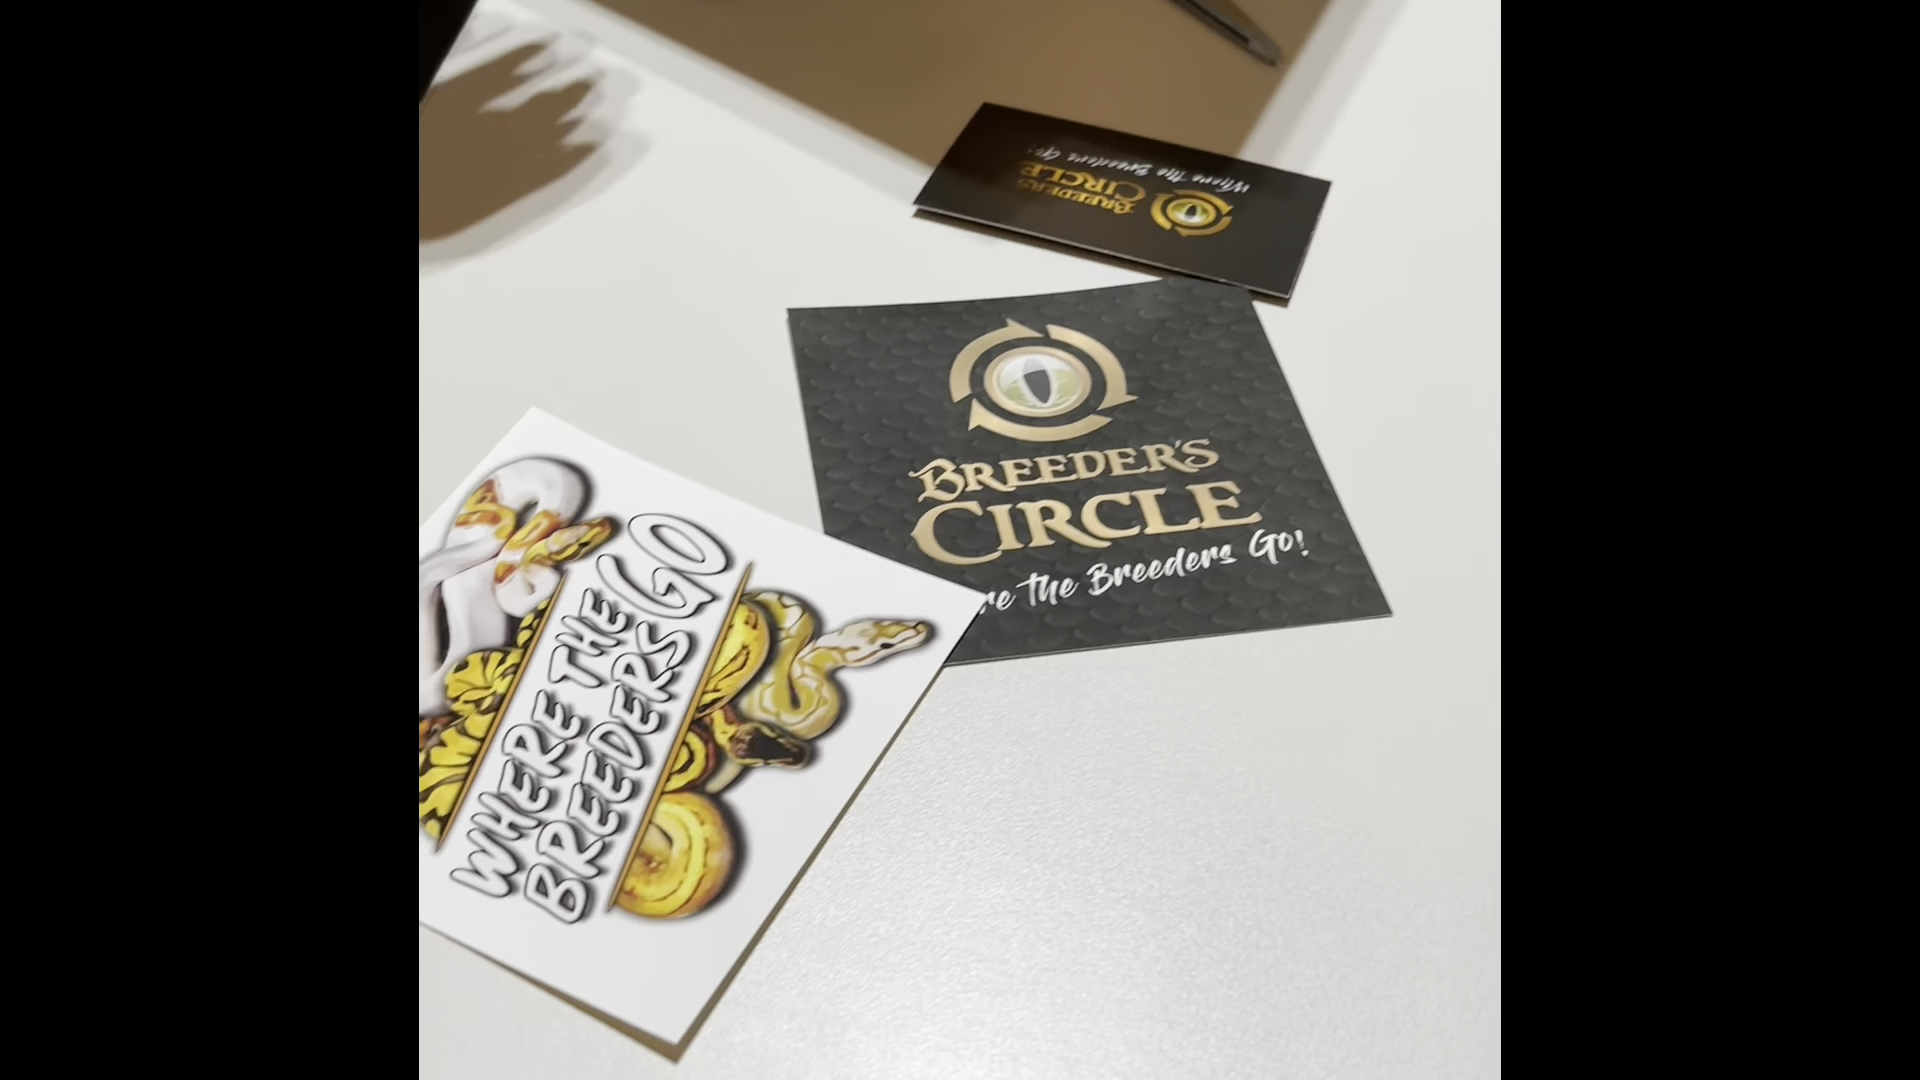 BREEDERS
CIRCLE
Where the Breeders Go!
BREEDER'S
CIRCLE
the Breeders Go!
WHERE THE
BREEDERS GO